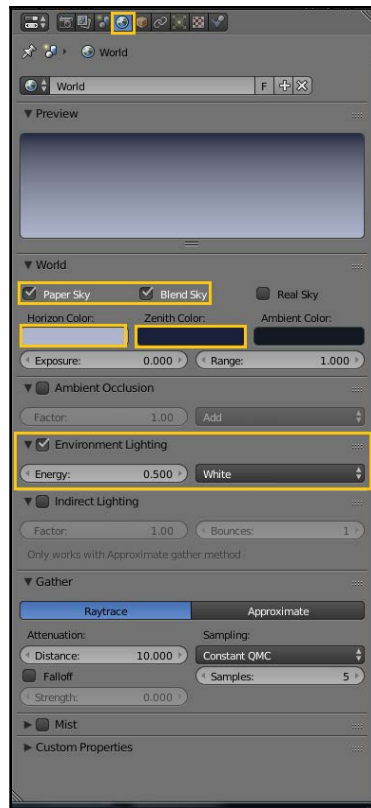 World
World F
Preview
World
Paper Sky Blend Sky Real Sky
Horizon Color: Zenith Color: Ambient Color:
Exposure: 0.000 Range: 1.000
Ambient Occlusion
Factor: 1.00 Add
Environment Lighting
Energy: 0.500 White
Indirect Lighting
Factor: 1.00 Bounces: 1
Only works with Approximate gather method
Gather
Raytrace Approximate
Attenuation: Sampling:
Distance: 10.000 Constant QMC
Falloff Samples: 5
Strength: 0.000
Mist
Custom Properties